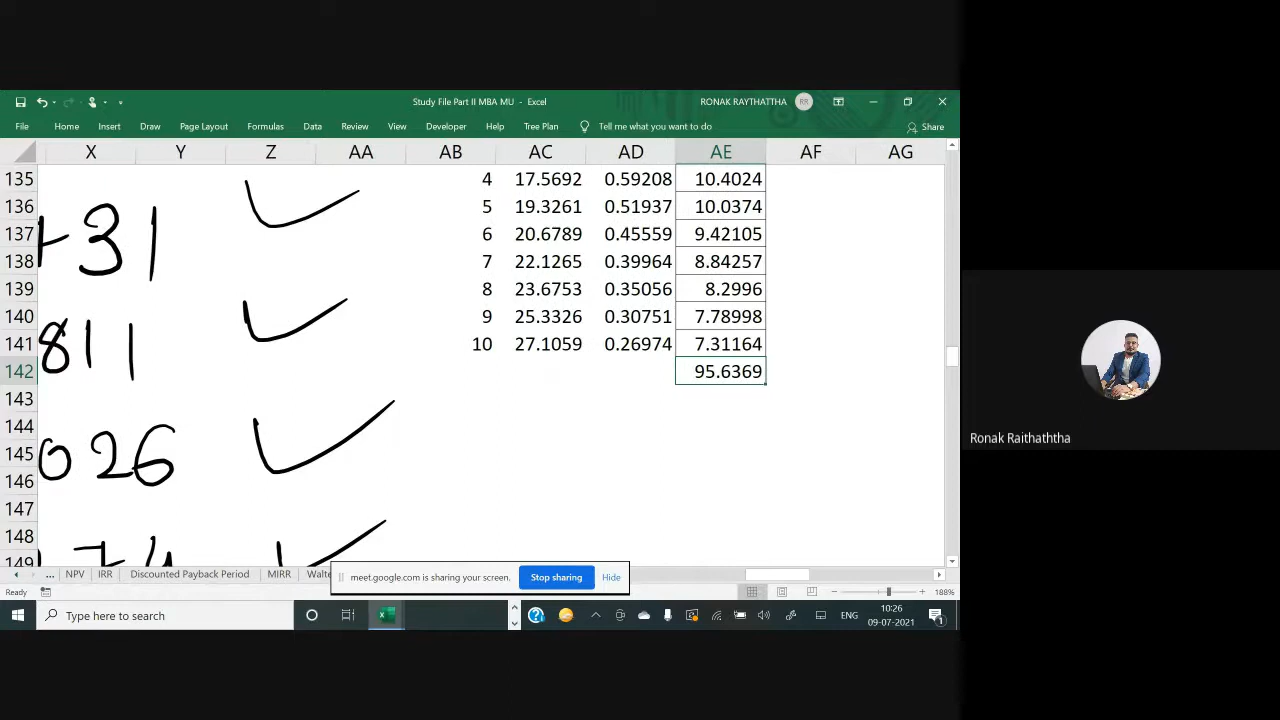 Study File Part II MBA MU - Excel
RONAK RAYTHATTHA RR
File Home Insert Draw Page Layout Formulas Data Review View Developer Help Tree Plan Tell me what you want to do Share
X Y Z AA AB AC AD AE AF AG
135 4 17.5692 0.59208 10.4024
136 5 19.3261 0.51937 10.0374
137 6 20.6789 0.45559 9.42105
138 7 22.1265 0.39964 8.84257
139 8 23.6753 0.35056 8.2996
140 9 25.3326 0.30751 7.78998
141 10 27.1059 0.26974 7.31164
142 95.6369
143
144
145
146
147
148
149
31
811
026
... NPV IRR Discounted Payback Period MIRR Walte
meet.google.com is sharing your screen. Stop sharing Hide
Ready 188%
Type here to search ENG 10:26
09-07-2021
1
Ronak Raithaththa